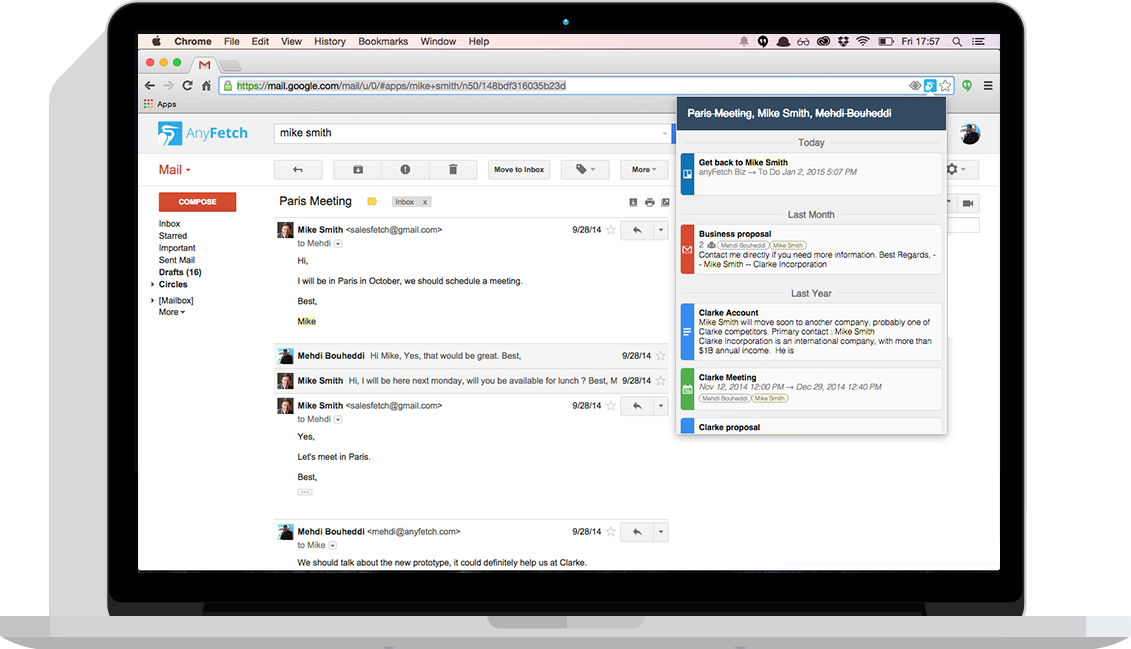 Chrome File Edit View History Bookmarks Window Help Fri 17:57
https://mail.google.com/mail/u/0/#apps/mike+smith/n50/148bdf316035b23d
Apps
AnyFetch
mike smith
Mail
Move to Inbox
More
COMPOSE
Inbox
Starred
Important
Sent Mail
Drafts (16)
Circles
[Mailbox]
More
Paris Meeting
Inbox x
Mike Smith <salesfetch@gmail.com> 9/28/14
to Mehdi
Hi,
I will be in Paris in October, we should schedule a meeting.
Best,
Mike
Mehdi Bouheddi Hi Mike, Yes, that would be great. Best, 9/28/14
Mike Smith Hi, I will be here next monday, will you be available for lunch ? Best, M 9/28/14
Mike Smith <salesfetch@gmail.com> 9/28/14
to Mehdi
Yes,
Let's meet in Paris.
Best,
Mehdi Bouheddi <mehdi@anyfetch.com> 9/28/14
to Mike
We should talk about the new prototype, it could definitely help us at Clarke.
Paris Meeting, Mike Smith, Mehdi Bouheddi
Today
Get back to Mike Smith
anyFetch Biz → To Do Jan 2, 2015 5:07 PM
Last Month
Business proposal
2 Mehdi Bouheddi Mike Smith
Contact me directly if you need more information. Best Regards, -
- Mike Smith -- Clarke Incorporation
Last Year
Clarke Account
Mike Smith will move soon to another company, probably one of
Clarke competitors. Primary contact : Mike Smith
Clarke Incorporation is an international company, with more than
$1B annual income. He is
Clarke Meeting
Nov 12, 2014 12:00 PM → Dec 29, 2014 12:40 PM
Mehdi Bouheddi Mike Smith
Clarke proposal